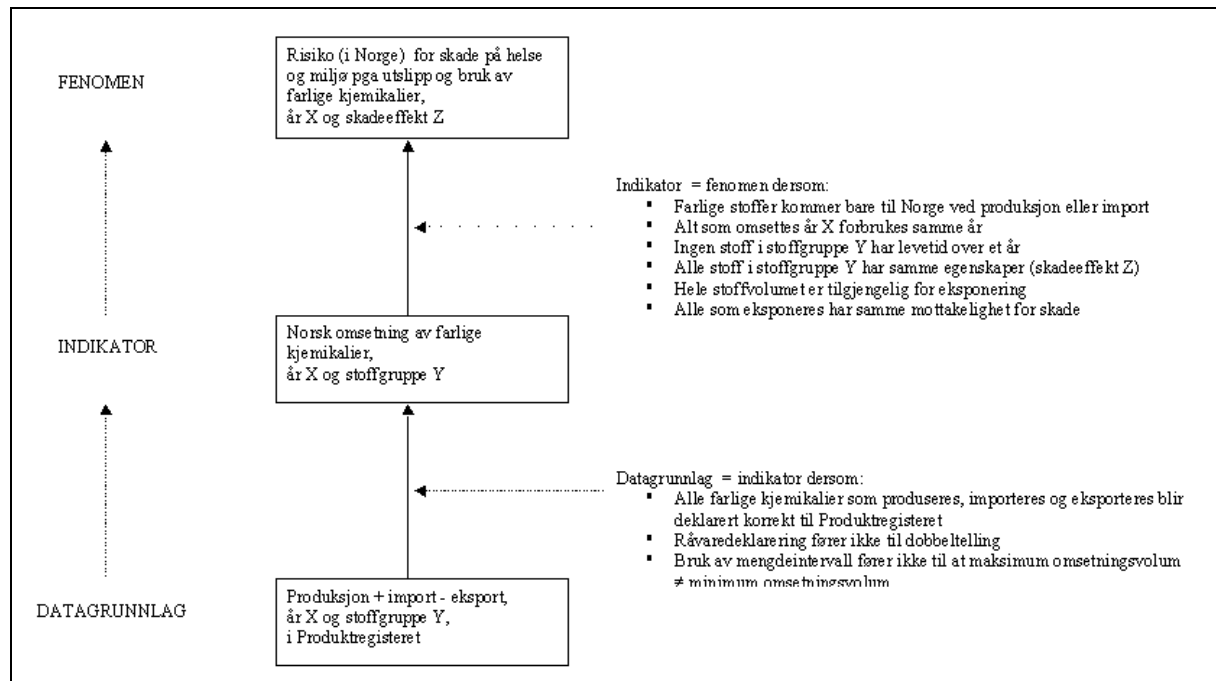 FENOMEN
Risiko (i Norge) for skade på helse
og miljø pga utslipp og bruk av
farlige kjemikalier,
år X og skadeeffekt Z
Indikator = fenomen dersom:
▪ Farlige stoffer kommer bare til Norge ved produksjon eller import
▪ Alt som omsettes år X forbrukes samme år
▪ Ingen stoff i stoffgruppe Y har levetid over et år
▪ Alle stoff i stoffgruppe Y har samme egenskaper (skadeeffekt Z)
▪ Hele stoffvolumet er tilgjengelig for eksponering
▪ Alle som eksponeres har samme mottakelighet for skade
INDIKATOR
Norsk omsetning av farlige
kjemikalier,
år X og stoffgruppe Y
Datagrunnlag = indikator dersom:
▪ Alle farlige kjemikalier som produseres, importeres og eksporteres blir
deklarert korrekt til Produktregisteret
▪ Råvaredeklarering fører ikke til dobbeltelling
▪ Bruk av mengdeintervall fører ikke til at maksimum omsetningsvolum
≠ minimum omsetningsvolum
DATAGRUNNLAG
Produksjon + import - eksport,
år X og stoffgruppe Y,
i Produktregisteret